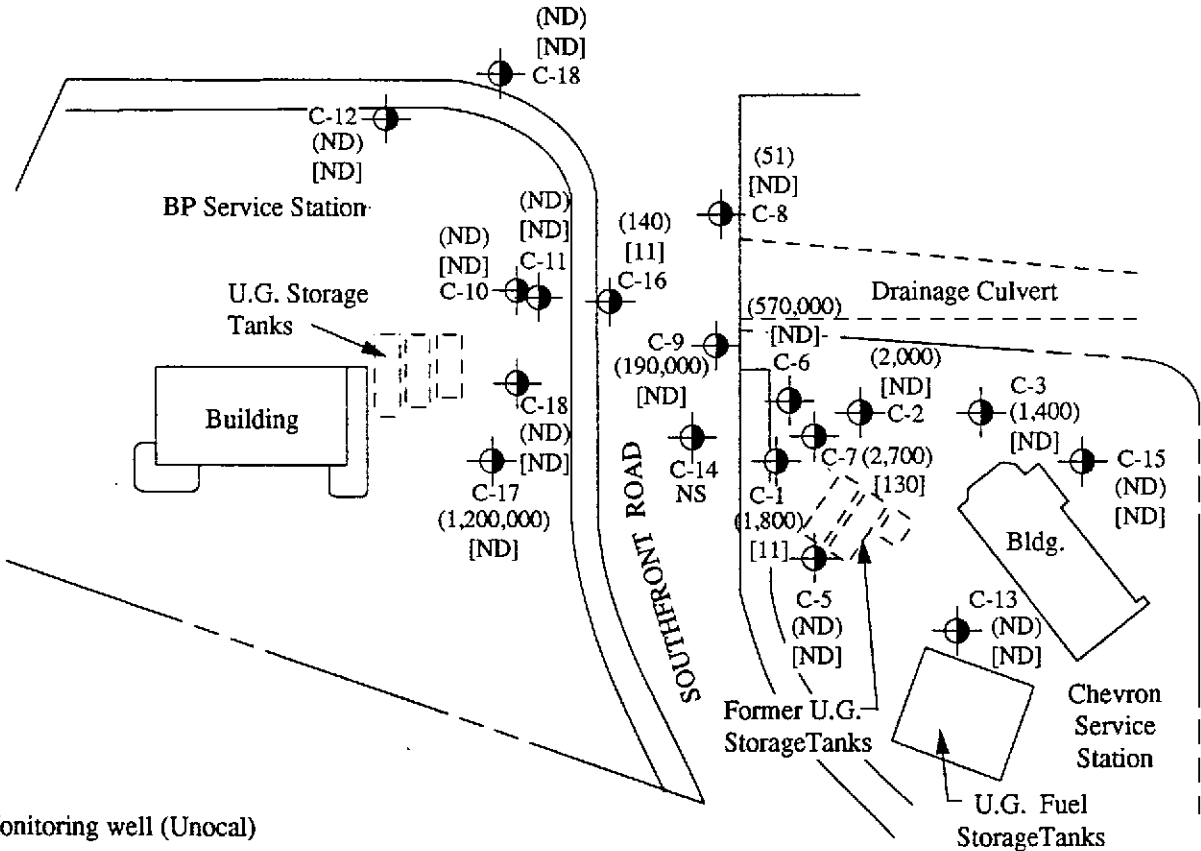 (ND)
[ND]
C-18
C-12
(ND)
[ND]
BP Service Station
(ND)
[ND]
C-11
(ND)
[ND]
C-10
(140)
[11]
C-16
(51)
[ND]
C-8
U.G. Storage
Tanks
Building
C-18
(ND)
[ND]
C-17
(1,200,000)
[ND]
SOUTHFRONT ROAD
Drainage Culvert
C-9
(190,000)
[ND]
(570,000)
[ND]
C-6
(2,000)
[ND]
C-2
C-3
(1,400)
[ND]
C-14
NS
C-7 (2,700)
[130]
C-15
(ND)
[ND]
C-1
(1,800)
[11]
Bldg.
C-5
(ND)
[ND]
C-13
(ND)
[ND]
Former U.G.
StorageTanks
Chevron
Service
Station
U.G. Fuel
StorageTanks
onitoring well (Unocal)